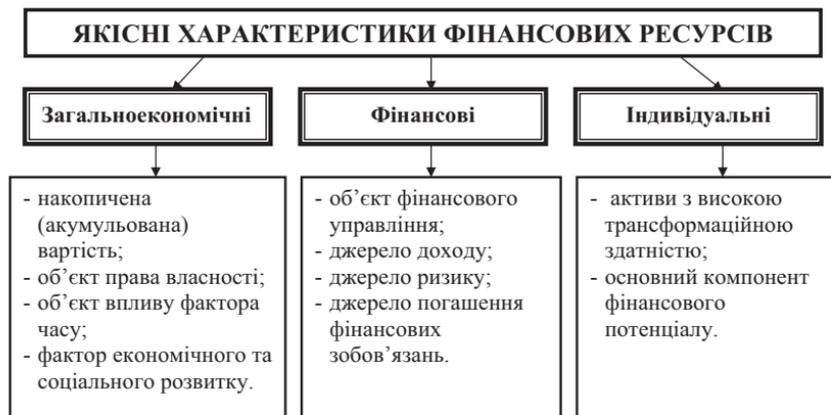 ЯКІСНІ ХАРАКТЕРИСТИКИ ФІНАНСОВИХ РЕСУРСІВ
Загальноекономічні
- накопичена
(акумульована)
вартість;
- об’єкт права власності;
- об’єкт впливу фактора
часу;
- фактор економічного та
соціального розвитку.
Фінансові
- об’єкт фінансового
управління;
- джерело доходу;
- джерело ризику;
- джерело погашення
фінансових
зобов’язань.
Індивідуальні
- активи з високою
трансформаційною
здатністю;
- основний компонент
фінансового
потенціалу.